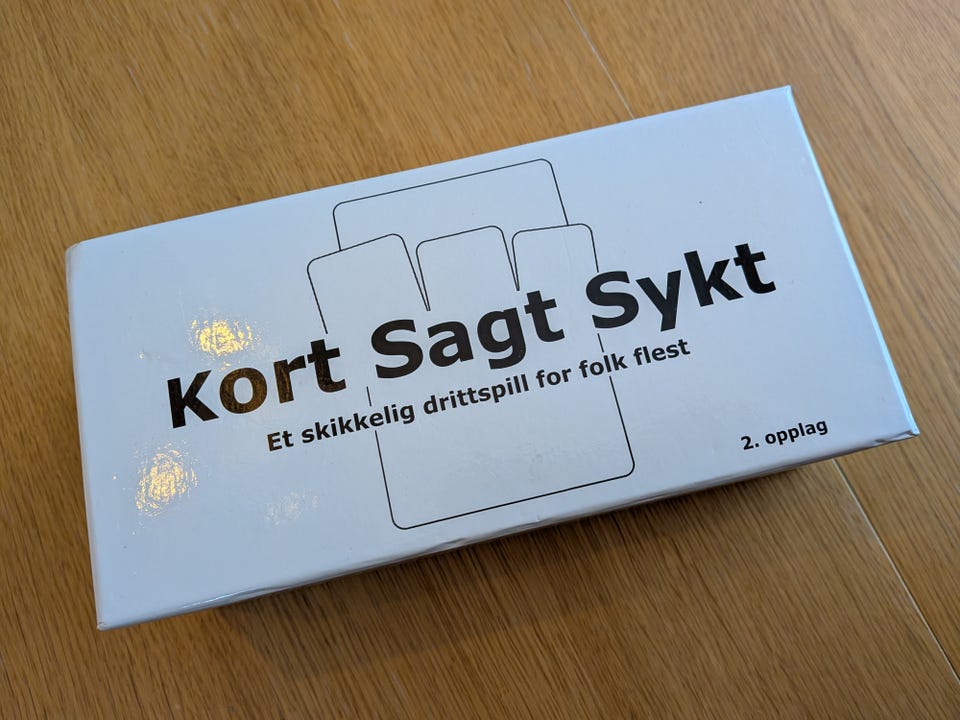 Kort Sagt Sykt
Et skikkelig drittspill for folk flest
2. opplag